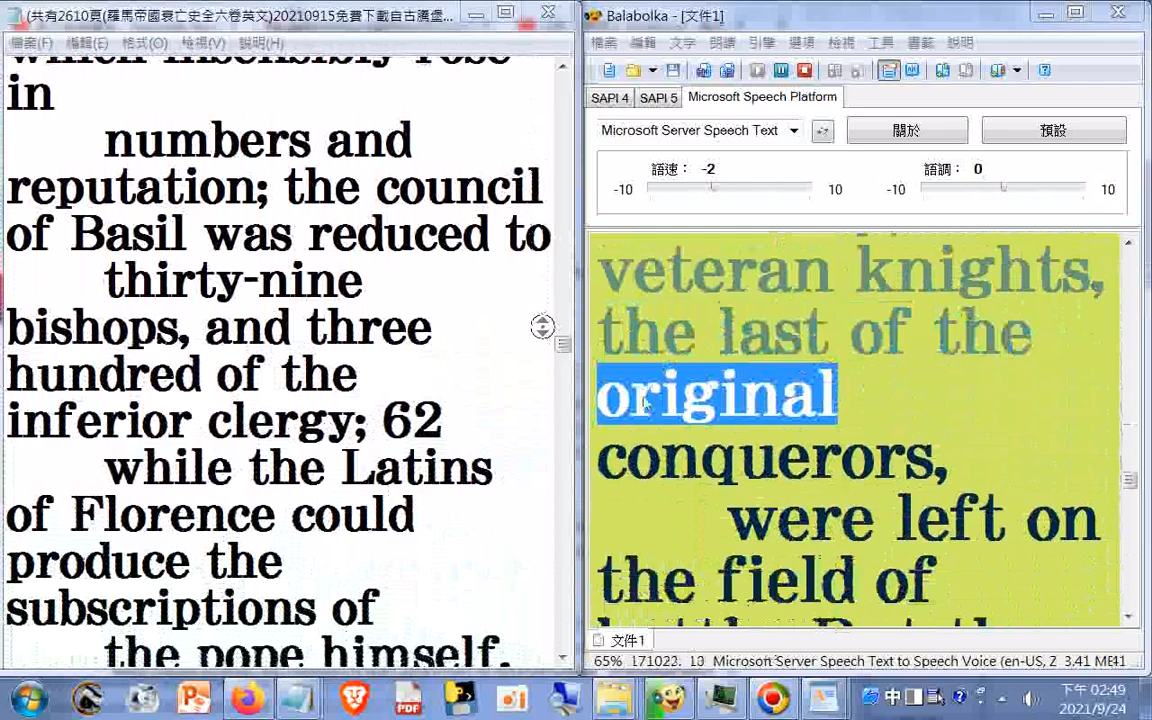 (共有2610頁(羅馬帝國衰亡史全六卷英文)20210915免費下載自古騰堡...
檔案(F) 編輯(E) 格式(O) 檢視(V) 說明(H)
which insensibly rose
in
numbers and
reputation; the council
of Basil was reduced to
thirty-nine
bishops, and three
hundred of the
inferior clergy; 62
while the Latins
of Florence could
produce the
subscriptions of
the pope himself,
Balabolka - [文件1]
檔案 編輯 文字 朗讀 引擎 選項 檢視 工具 書籤 說明
SAPI 4 SAPI 5 Microsoft Speech Platform
Microsoft Server Speech Text 關於 預設
語速： -2 語調： 0
-10 10 -10 10
veteran knights,
the last of the
original
conquerors,
were left on
the field of
文件1
65% 171022. 10 Microsoft Server Speech Text to Speech Voice (en-US, Z 3.41 МБ41
中
下午 02:49
2021/9/24